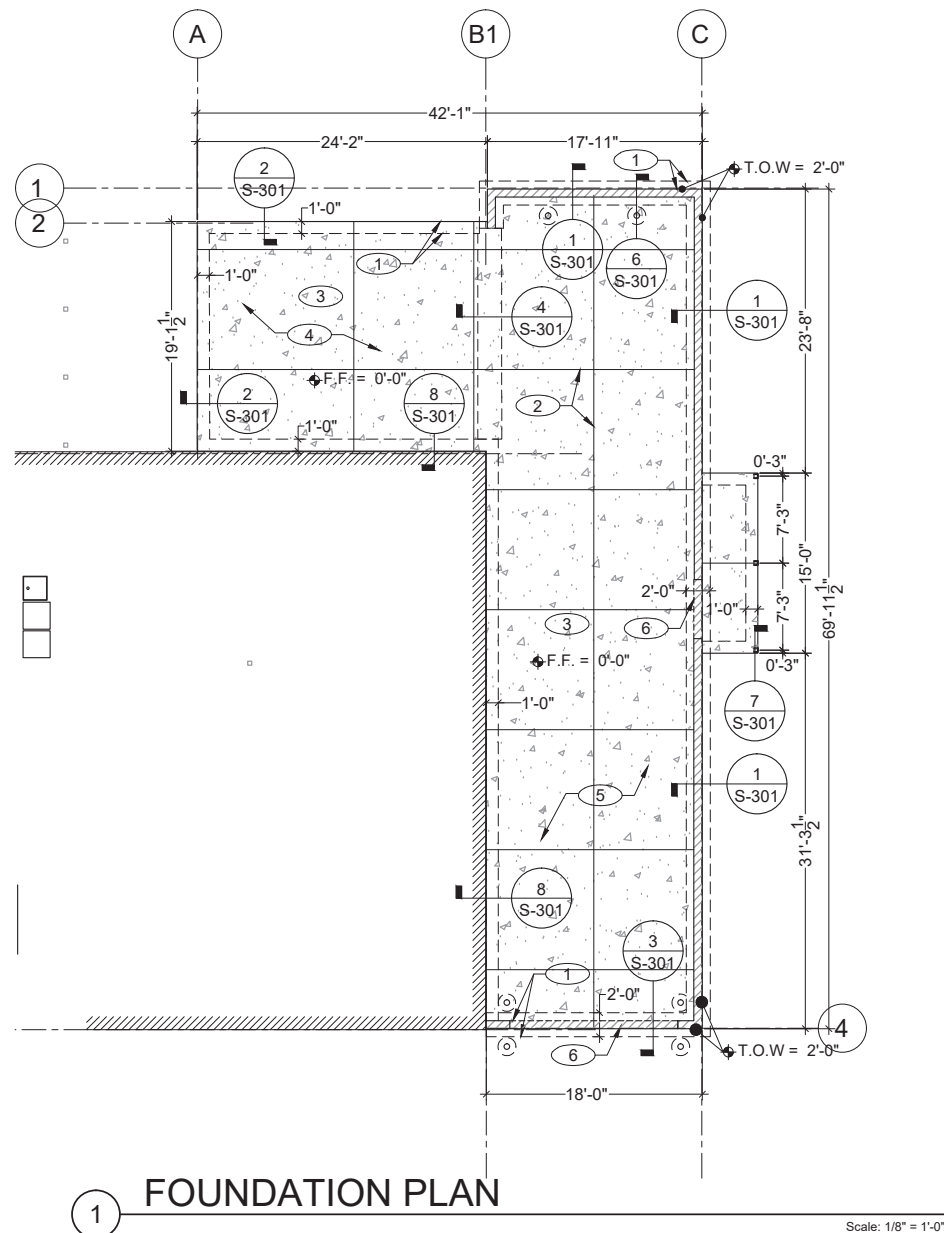 A
B1
C
42'-1"
24'-2"
17'-11"
1
2
2
S-301
1'-0"
1
T.O.W = 2'-0"
1
S-301
6
S-301
1
1'-0"
3
4
19'-1 1/2"
F.F. = 0'-0"
2
S-301
8
S-301
1'-0"
4
S-301
1
S-301
23'-8"
2
0'-3"
7'-3"
15'-0"
69'-11 1/2"
2'-0"
1'-0"
7'-3"
3
6
F.F. = 0'-0"
0'-3"
1'-0"
7
S-301
1
S-301
5
31'-3 1/2"
8
S-301
3
S-301
1
2'-0"
4
6
T.O.W = 2'-0"
18'-0"
1
FOUNDATION PLAN
Scale: 1/8" = 1'-0"